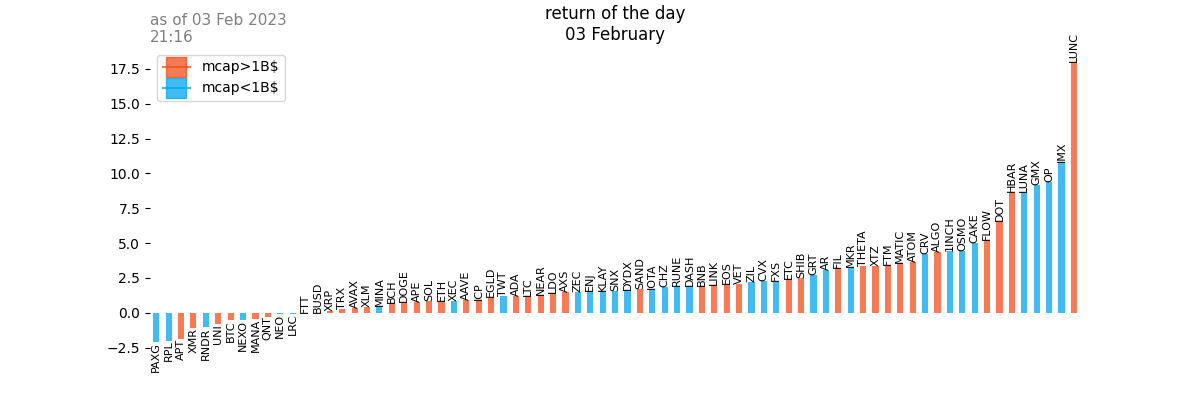 as of 03 Feb 2023
21:16
return of the day
03 February
mcap>1B$
mcap<1B$
17.5
15.0
12.5
10.0
7.5
5.0
2.5
0.0
−2.5
PAXG
RPL
APT
XMR
RNDR
UNI
BTC
NEXO
MANA
QNT
NEO
LRC
FTT
BUSD
XRP
TRX
AVAX
XLM
MINA
BCH
DOGE
APE
SOL
ETH
XEC
AAVE
ICP
EGLD
TWT
ADA
LTC
NEAR
LDO
AXS
ZEC
ENJ
KLAY
SNX
DYDX
SAND
IOTA
CHZ
RUNE
DASH
BNB
LINK
EOS
VET
ZIL
CVX
FXS
ETC
SHIB
GRT
AR
FIL
MKR
THETA
XTZ
FTM
MATIC
ATOM
CRV
ALGO
1INCH
OSMO
CAKE
FLOW
DOT
HBAR
LUNA
GMX
OP
IMX
LUNC